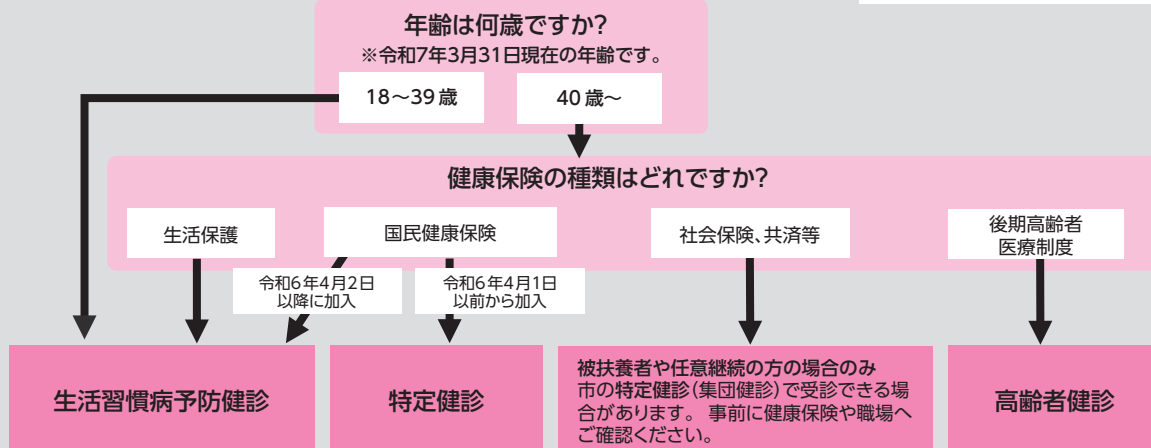 年齢は何歳ですか?
※令和7年3月31日現在の年齢です。
18〜39歳
40歳〜
健康保険の種類はどれですか?
生活保護
国民健康保険
社会保険、共済等
後期高齢者
医療制度
令和6年4月2日
以降に加入
令和6年4月1日
以前から加入
生活習慣病予防健診
特定健診
被扶養者や任意継続の方の場合のみ
市の特定健診(集団健診)で受診できる場
合があります。 事前に健康保険や職場へ
ご確認ください。
高齢者健診